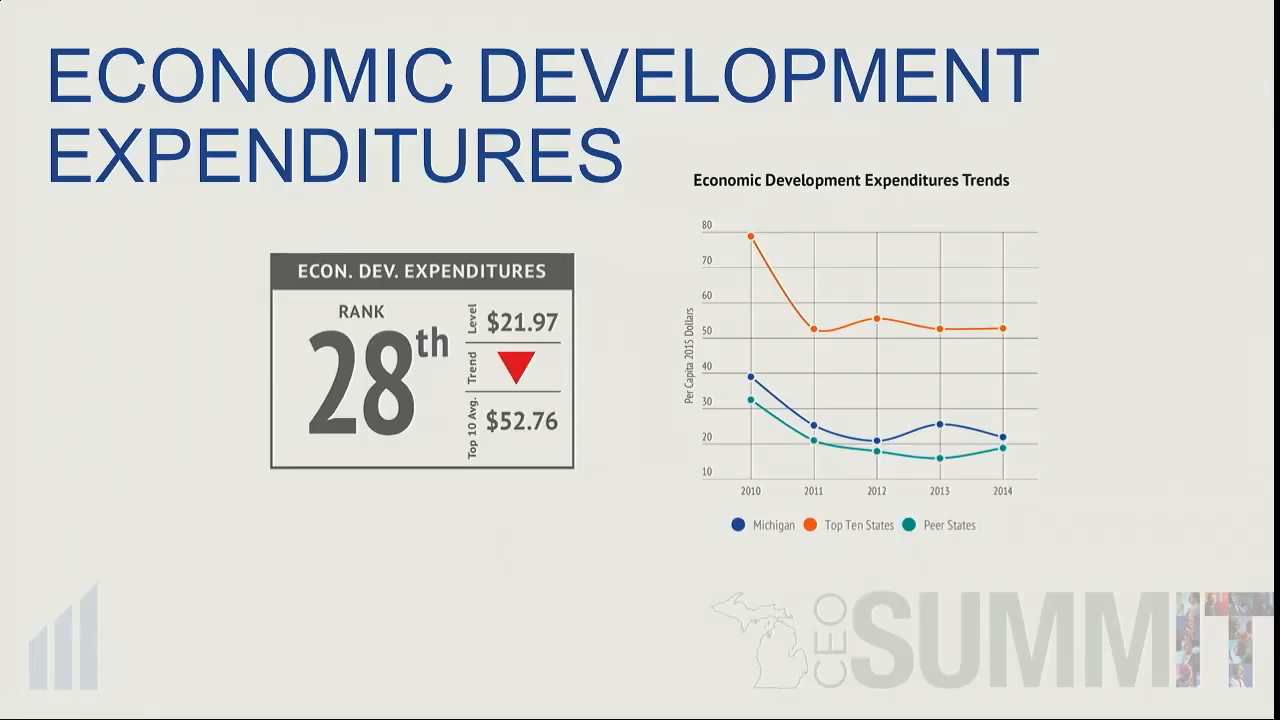 ECONOMIC DEVELOPMENT
EXPENDITURES
ECON. DEV. EXPENDITURES
RANK
28th
Level
$21.97
Trend
Top 10 Avg.
$52.76
Economic Development Expenditures Trends
Per Capita 2015 Dollars
80
70
60
50
40
30
20
10
2010 2011 2012 2013 2014
Michigan Top Ten States Peer States
CEO SUMMIT